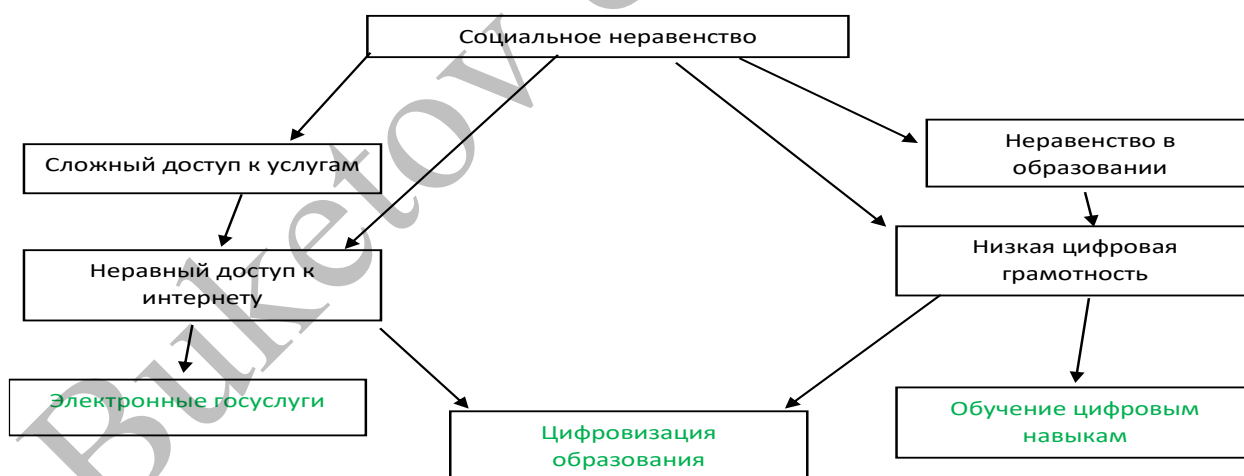 Социальное неравенство
Сложный доступ к услугам
Неравенство в
образовании
Неравный доступ к
интернету
Низкая цифровая
грамотность
Электронные госуслуги
Цифровизация
образования
Обучение цифровым
навыкам
Buketov